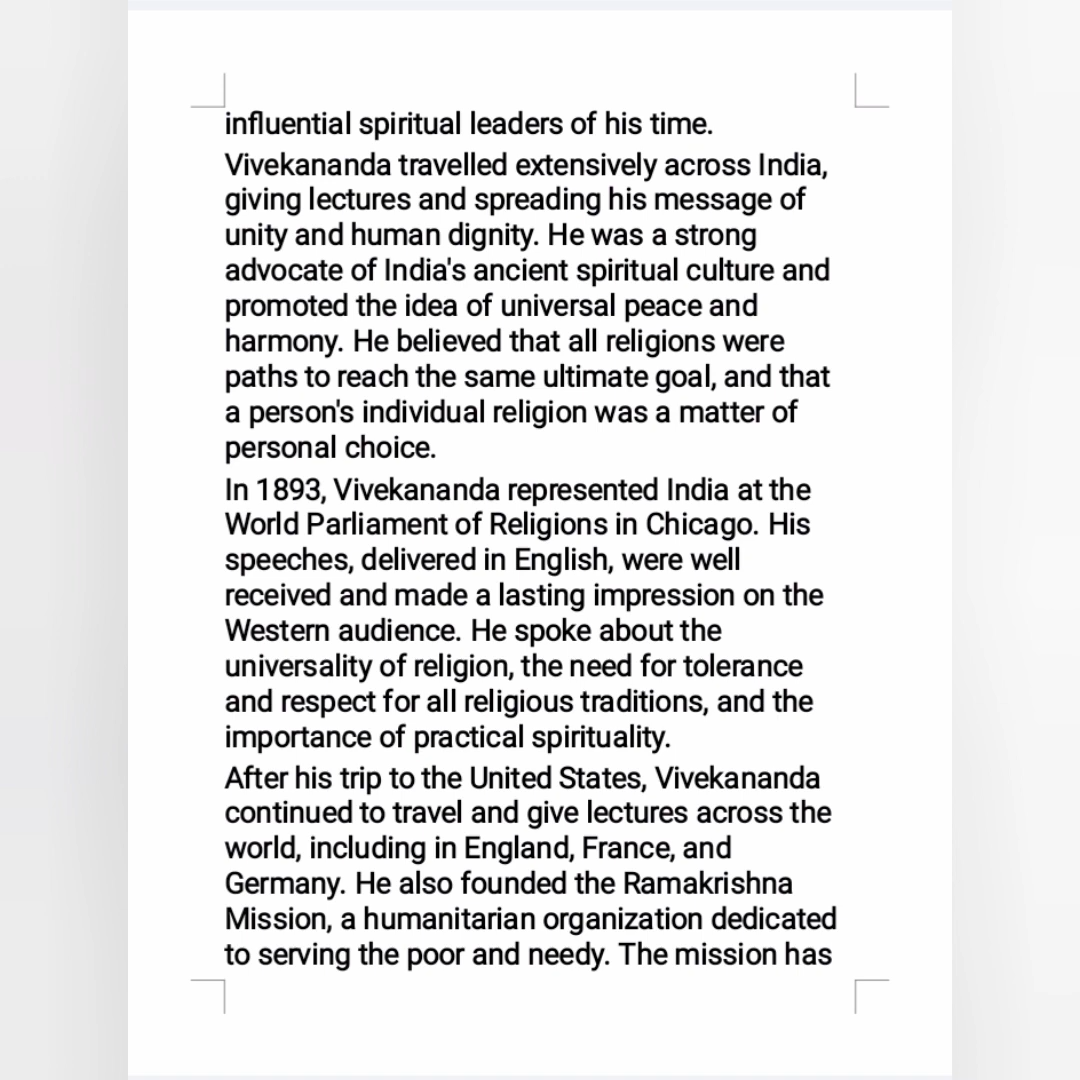 influential spiritual leaders of his time.
Vivekananda travelled extensively across India,
giving lectures and spreading his message of
unity and human dignity. He was a strong
advocate of India's ancient spiritual culture and
promoted the idea of universal peace and
harmony. He believed that all religions were
paths to reach the same ultimate goal, and that
a person's individual religion was a matter of
personal choice.
In 1893, Vivekananda represented India at the
World Parliament of Religions in Chicago. His
speeches, delivered in English, were well
received and made a lasting impression on the
Western audience. He spoke about the
universality of religion, the need for tolerance
and respect for all religious traditions, and the
importance of practical spirituality.
After his trip to the United States, Vivekananda
continued to travel and give lectures across the
world, including in England, France, and
Germany. He also founded the Ramakrishna
Mission, a humanitarian organization dedicated
to serving the poor and needy. The mission has